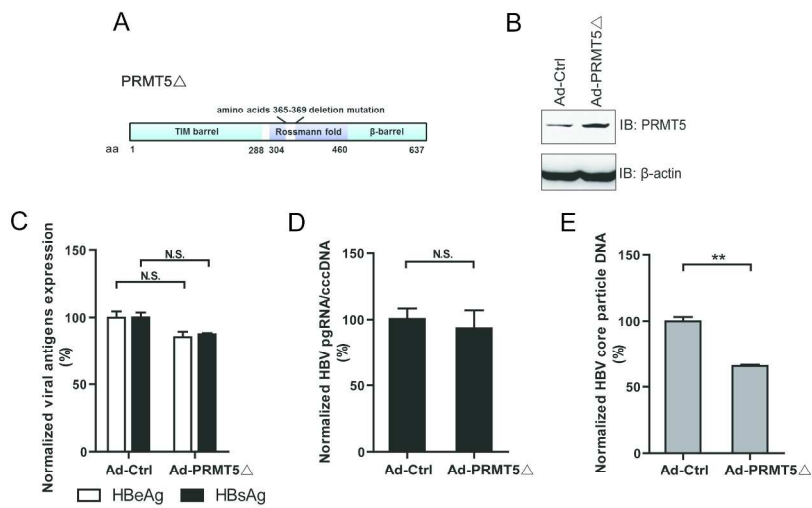 A
PRMT5△
amino acids 365-369 deletion mutation
TIM barrel Rossmann fold β-barrel
aa 1 288 304 460 637
B
Ad-Ctrl Ad-PRMT5△
IB: PRMT5
IB: β-actin
C
Normalized viral antigens expression
(%)
150
100
50
0
N.S.
N.S.
Ad-Ctrl Ad-PRMT5△
HBeAg HBsAg
D
Normalized HBV pgRNA/cccDNA
(%)
150
100
50
0
N.S.
Ad-Ctrl Ad-PRMT5△
E
Normalized HBV core particle DNA
(%)
150
100
50
0
**
Ad-Ctrl Ad-PRMT5△